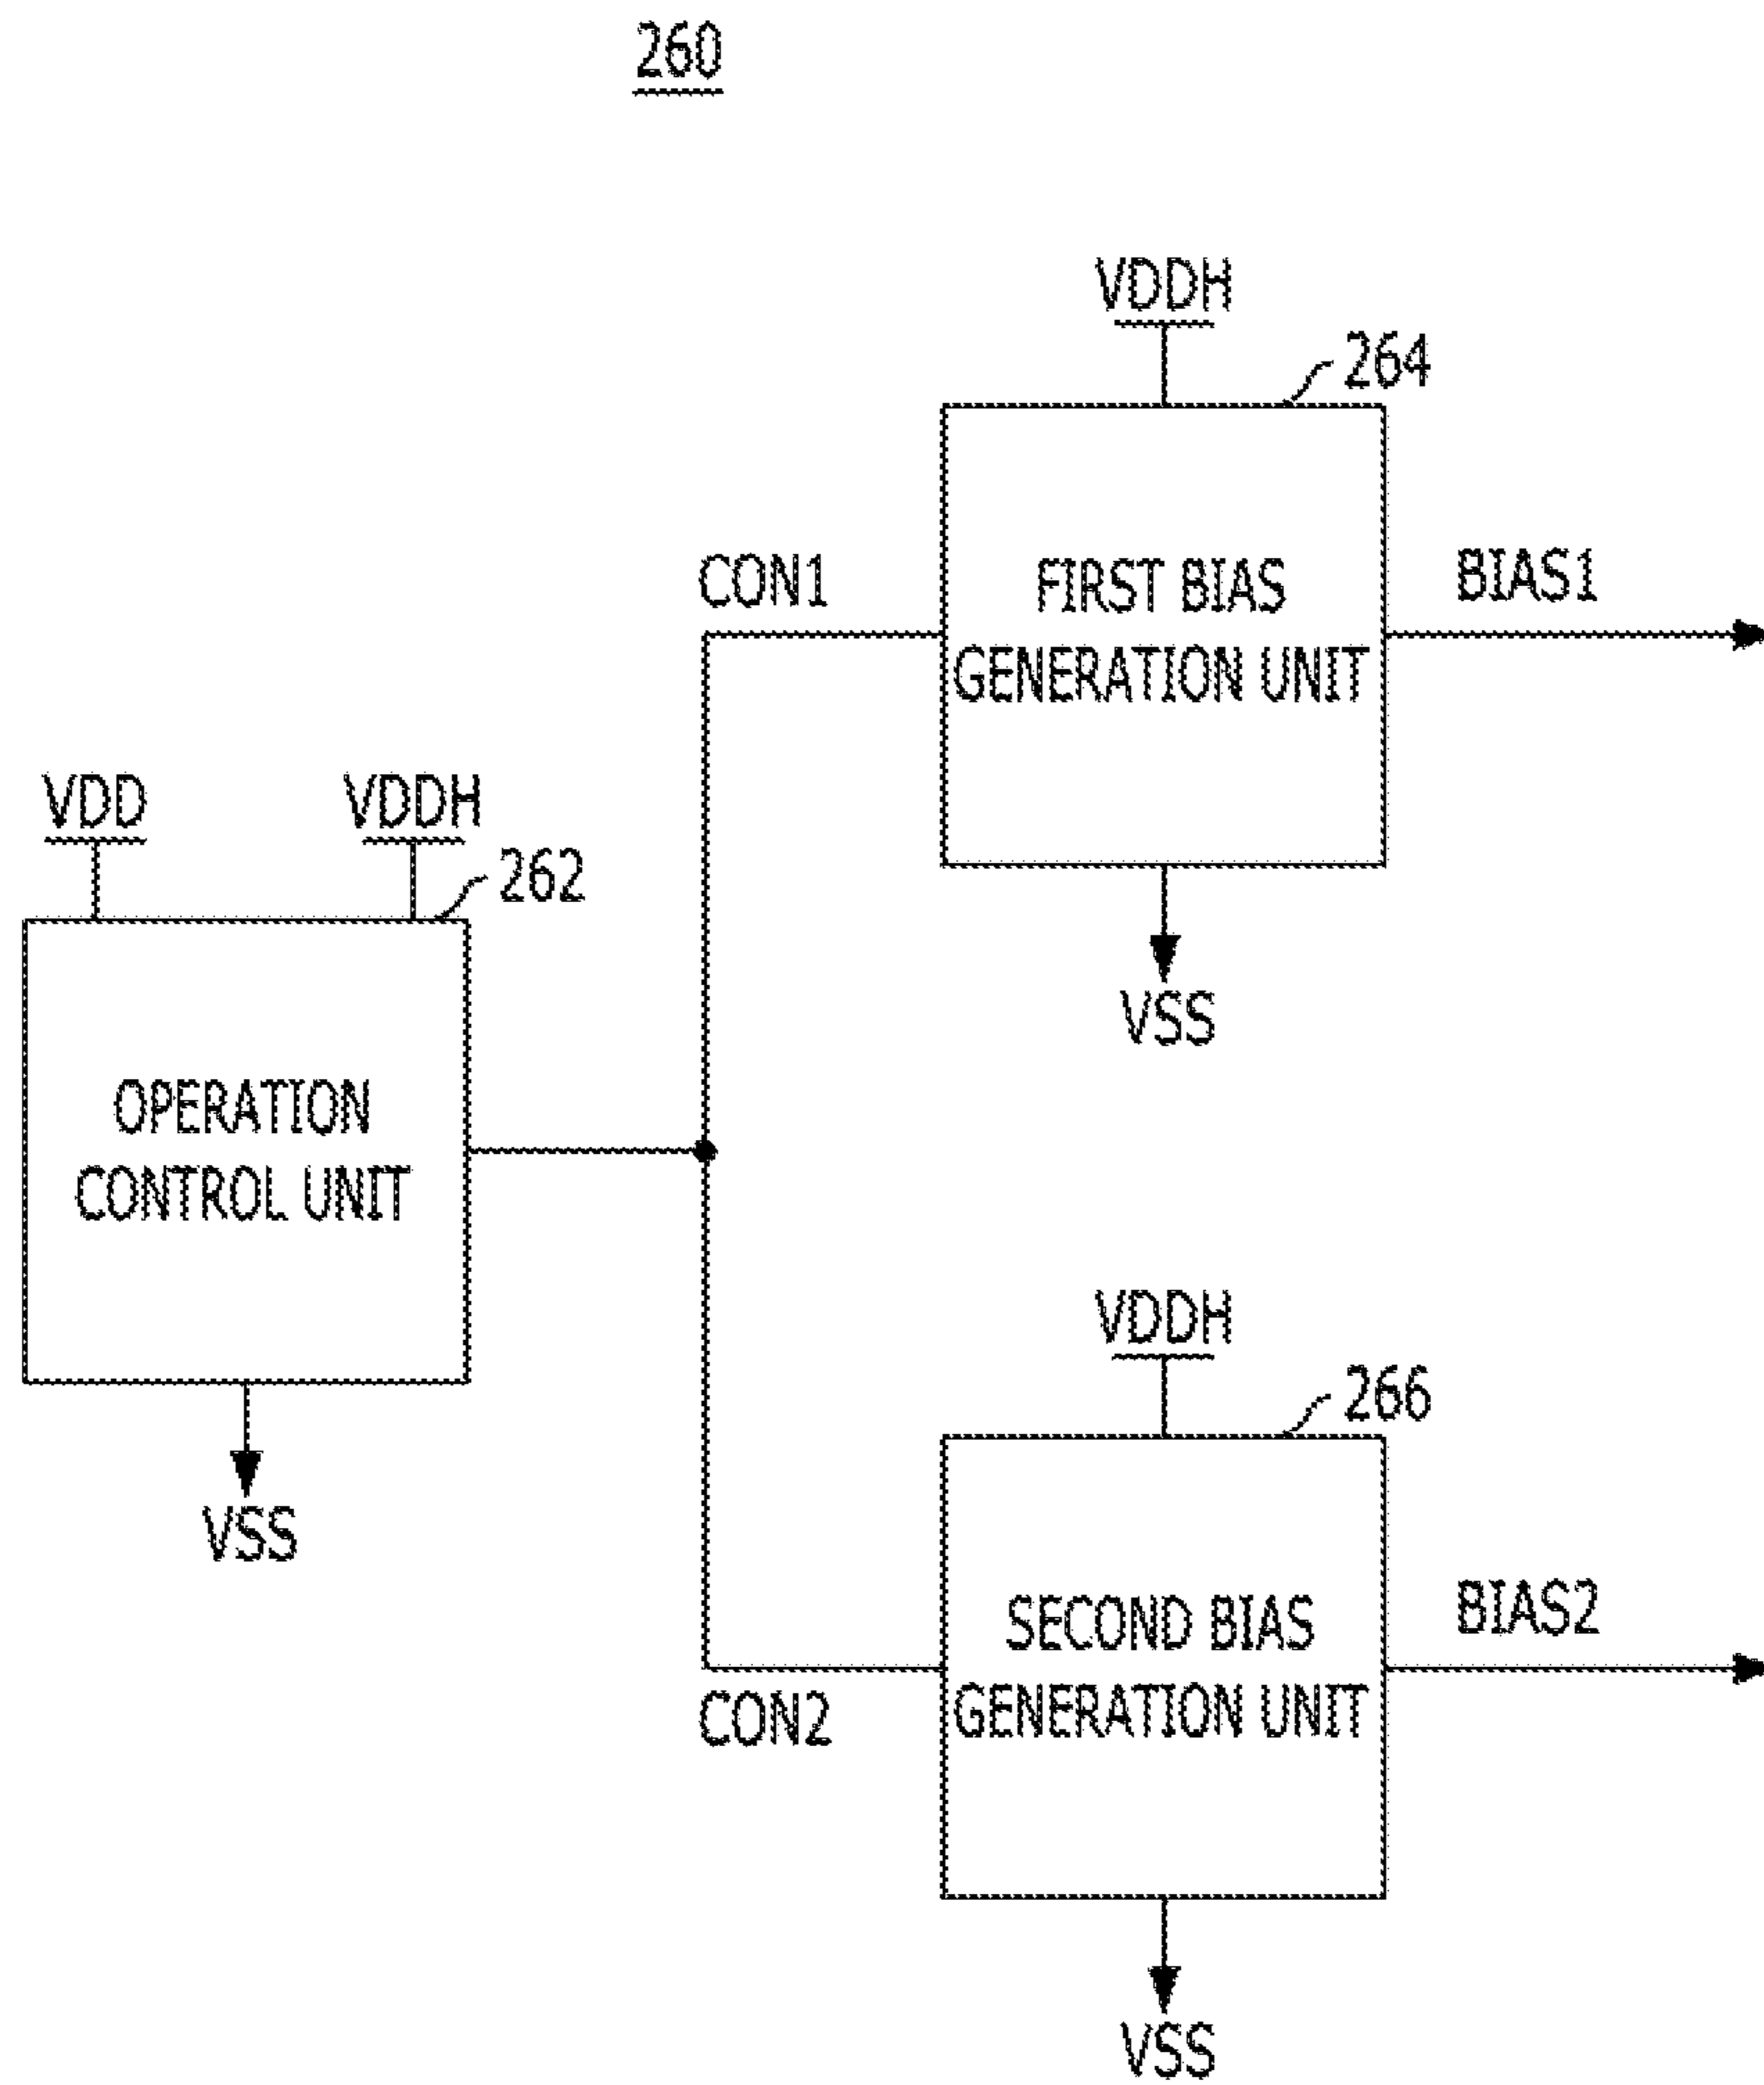 260
VDDH
264
CON1
FIRST BIAS
GENERATION UNIT
BIAS1
VSS
VDD
VDDH
262
OPERATION
CONTROL UNIT
VSS
VDDH
266
CON2
SECOND BIAS
GENERATION UNIT
BIAS2
VSS